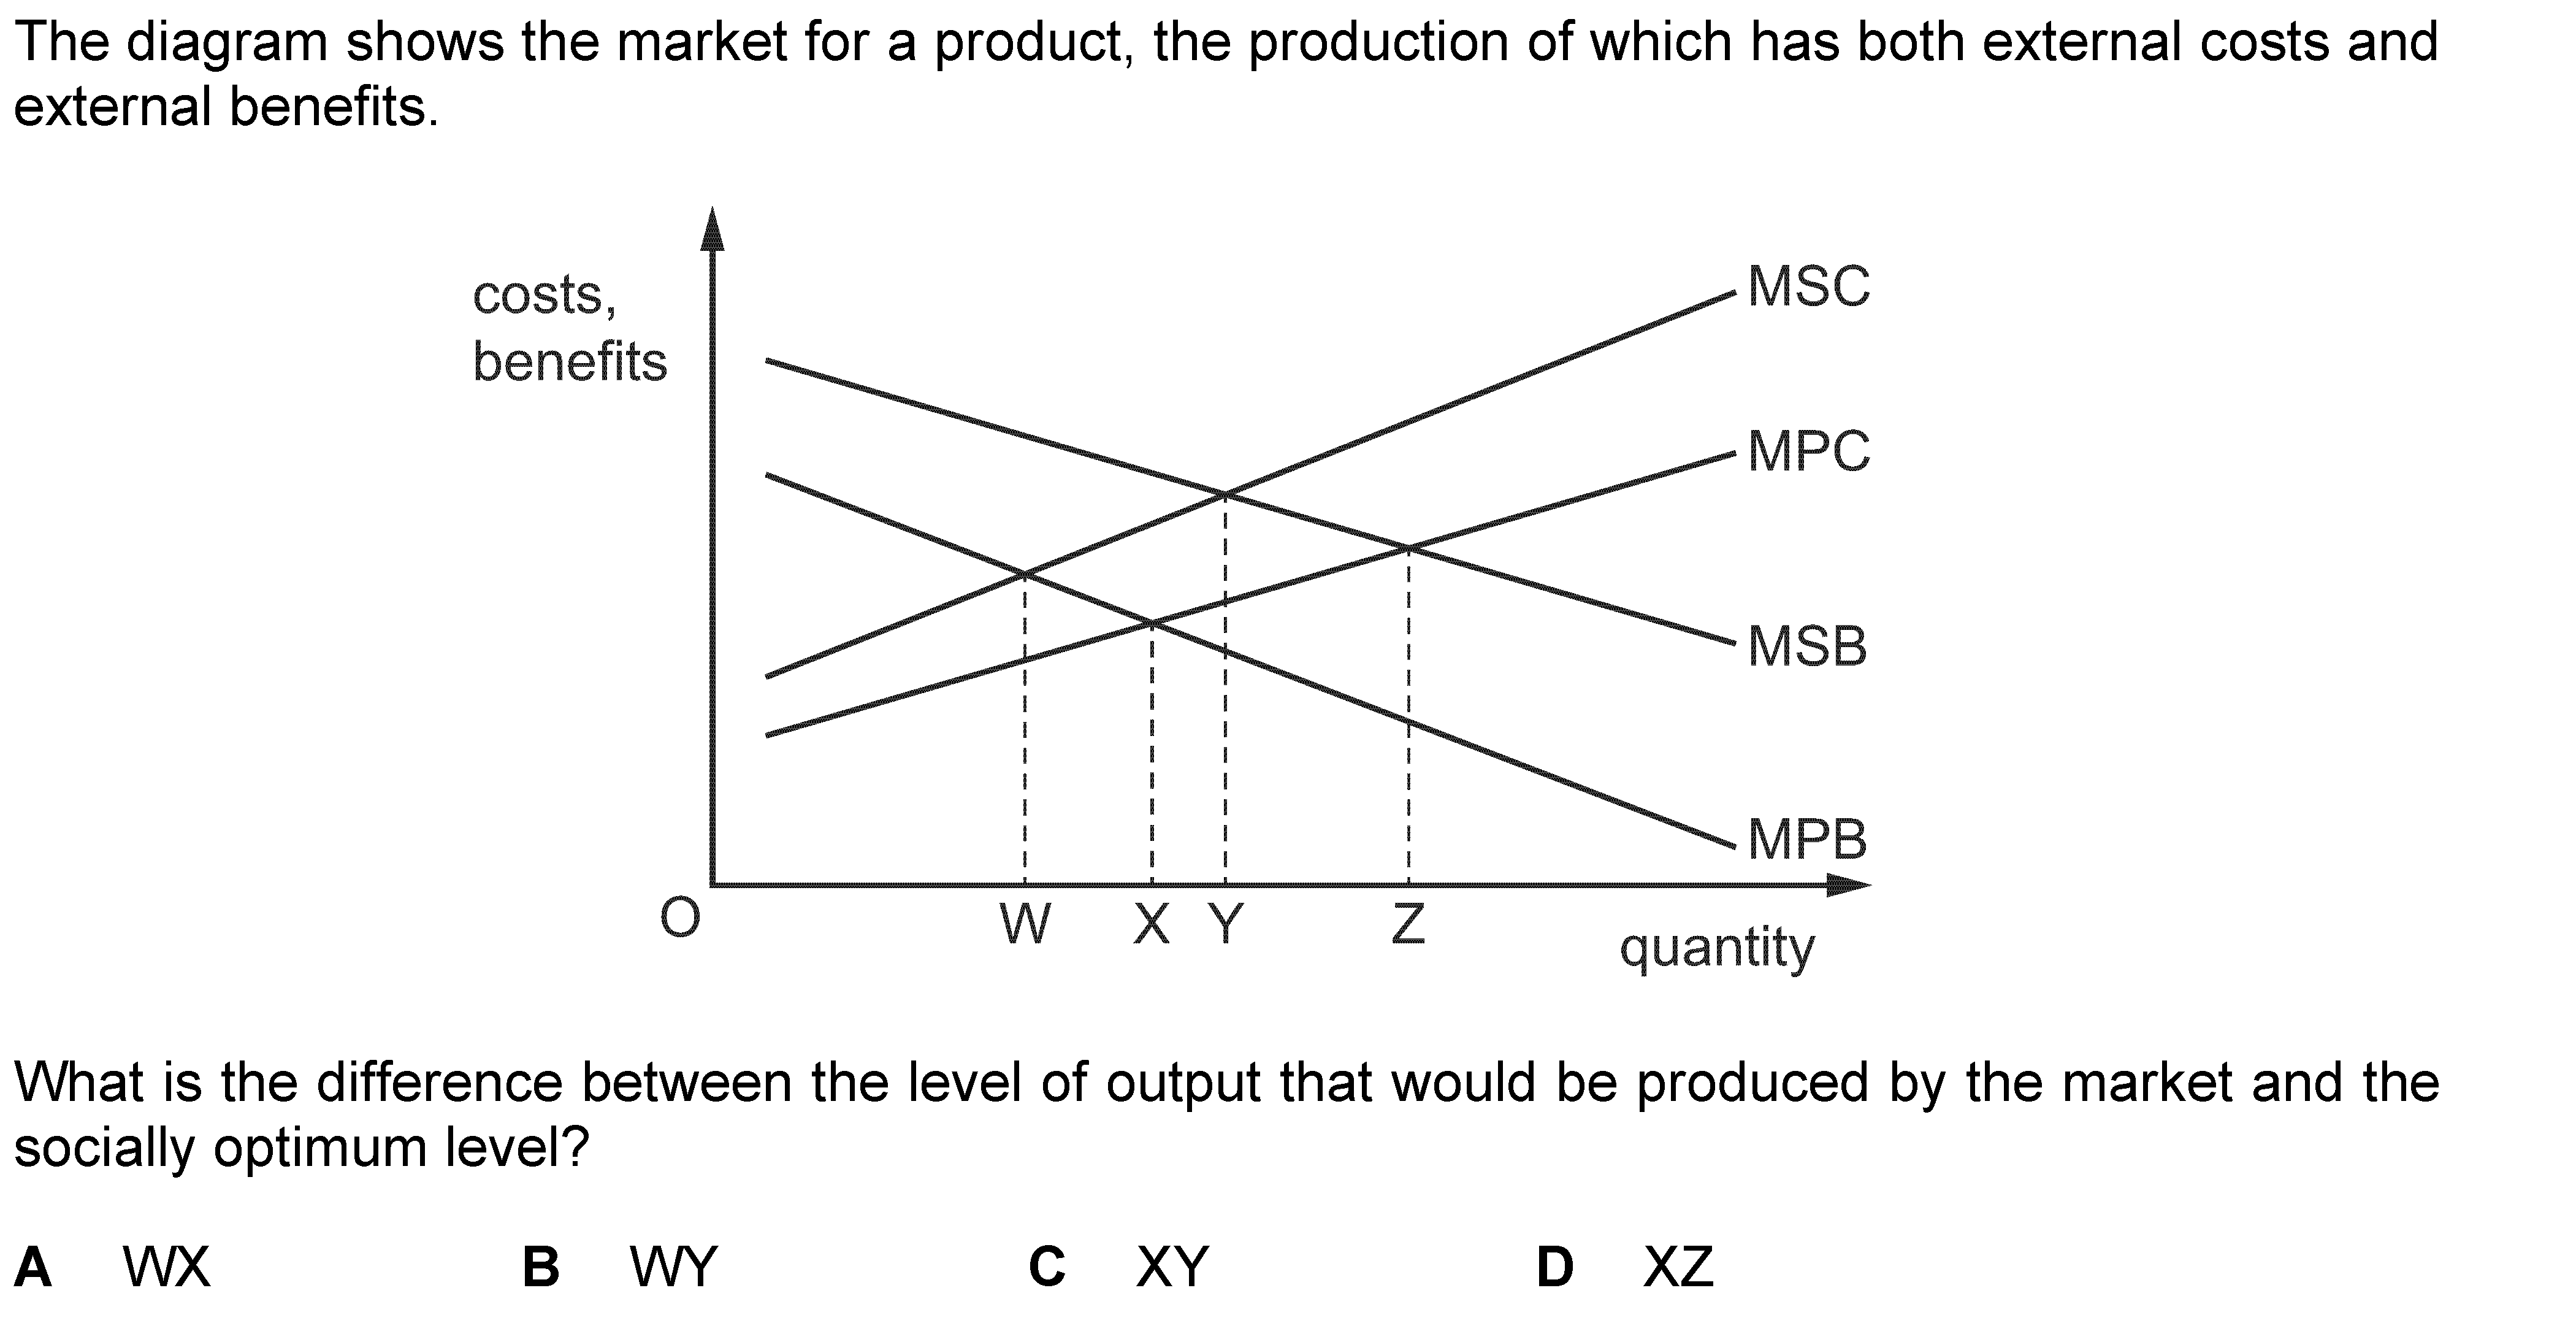 The diagram shows the market for a product, the production of which has both external costs and
external benefits.
costs,
benefits
MSC
MPC
MSB
MPB
O
W
X
Y
Z
quantity
What is the difference between the level of output that would be produced by the market and the
socially optimum level?
A WX B WY C XY D XZ